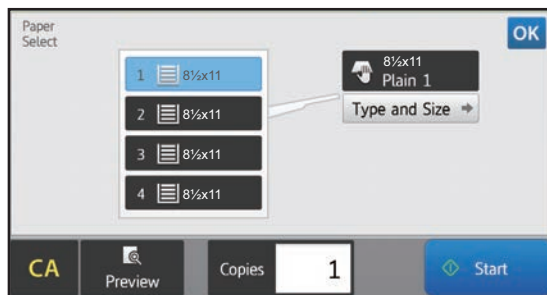 Paper
Select
OK
1 8½x11
2 8½x11
3 8½x11
4 8½x11
8½x11
Plain 1
Type and Size
CA
Preview
Copies
1
Start